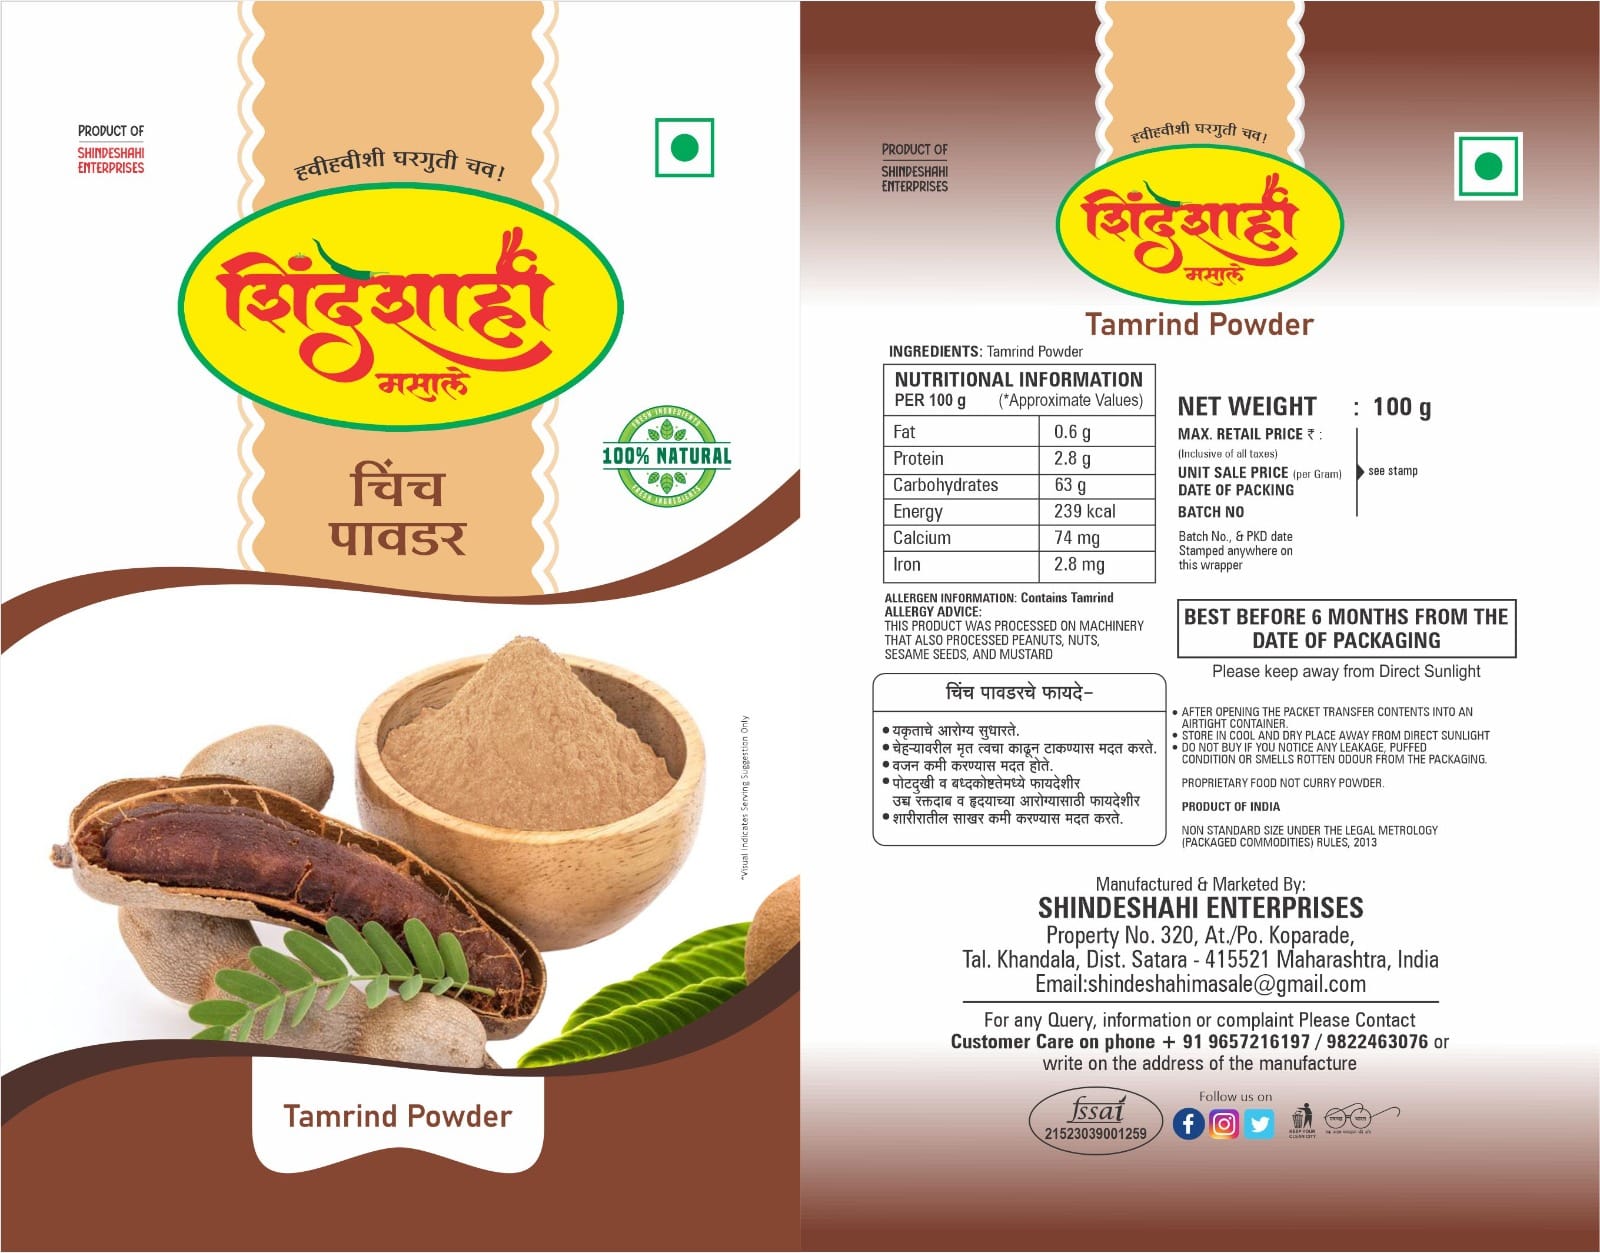 PRODUCT OF
SHINDESHAHI
ENTERPRISES
हवीहवीशी घरगुती चव!
शिंदेशाही
मसाले
FRESH INGREDIENTS
100% NATURAL
FRESH INGREDIENTS
चिंच
पावडर
*Visual Indicates Serving Suggestion Only
Tamrind Powder
PRODUCT OF
SHINDESHAHI
ENTERPRISES
हवीहवीशी घरगुती चव!
शिंदेशाही
मसाले
Tamrind Powder
INGREDIENTS: Tamrind Powder
NUTRITIONAL INFORMATION
PER 100 g (*Approximate Values)
Fat 0.6 g
Protein 2.8 g
Carbohydrates 63 g
Energy 239 kcal
Calcium 74 mg
Iron 2.8 mg
ALLERGEN INFORMATION: Contains Tamrind
ALLERGY ADVICE:
THIS PRODUCT WAS PROCESSED ON MACHINERY
THAT ALSO PROCESSED PEANUTS, NUTS,
SESAME SEEDS, AND MUSTARD
चिंच पावडरचे फायदे-
• यकृताचे आरोग्य सुधारते.
• चेहऱ्यावरील मृत त्वचा काढून टाकण्यास मदत करते.
• वजन कमी करण्यास मदत होते.
• पोटदुखी व बध्दकोष्टतेमध्ये फायदेशीर
उच्च रक्तदाब व हृदयाच्या आरोग्यासाठी फायदेशीर
• शारीरातील साखर कमी करण्यास मदत करते.
NET WEIGHT : 100 g
MAX. RETAIL PRICE ₹ :
(Inclusive of all taxes)
UNIT SALE PRICE (per Gram)
DATE OF PACKING
BATCH NO
see stamp
Batch No., & PKD date
Stamped anywhere on
this wrapper
BEST BEFORE 6 MONTHS FROM THE
DATE OF PACKAGING
Please keep away from Direct Sunlight
• AFTER OPENING THE PACKET TRANSFER CONTENTS INTO AN
AIRTIGHT CONTAINER.
• STORE IN COOL AND DRY PLACE AWAY FROM DIRECT SUNLIGHT
• DO NOT BUY IF YOU NOTICE ANY LEAKAGE, PUFFED
CONDITION OR SMELLS ROTTEN ODOUR FROM THE PACKAGING.
PROPRIETARY FOOD NOT CURRY POWDER.
PRODUCT OF INDIA
NON STANDARD SIZE UNDER THE LEGAL METROLOGY
(PACKAGED COMMODITIES) RULES, 2013
Manufactured & Marketed By:
SHINDESHAHI ENTERPRISES
Property No. 320, At./Po. Koparade,
Tal. Khandala, Dist. Satara - 415521 Maharashtra, India
Email:shindeshahimasale@gmail.com
For any Query, information or complaint Please Contact
Customer Care on phone + 91 9657216197 / 9822463076 or
write on the address of the manufacture
fssai
21523039001259
Follow us on
KEEP YOUR
CLEAN CITY